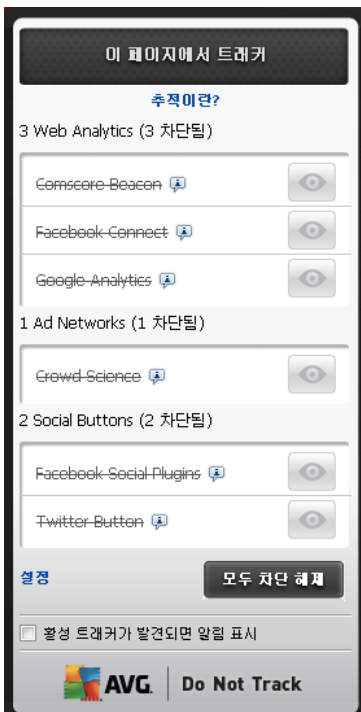 이 페이지에서 트래커
추적이란?
3 Web Analytics (3 차단됨)
Comscore Beacon
Facebook Connect
Google Analytics
1 Ad Networks (1 차단됨)
Crowd Science
2 Social Buttons (2 차단됨)
Facebook Social Plugins
Twitter Button
설정 모두 차단 해제
활성 트래커가 발견되면 알림 표시
AVG. Do Not Track